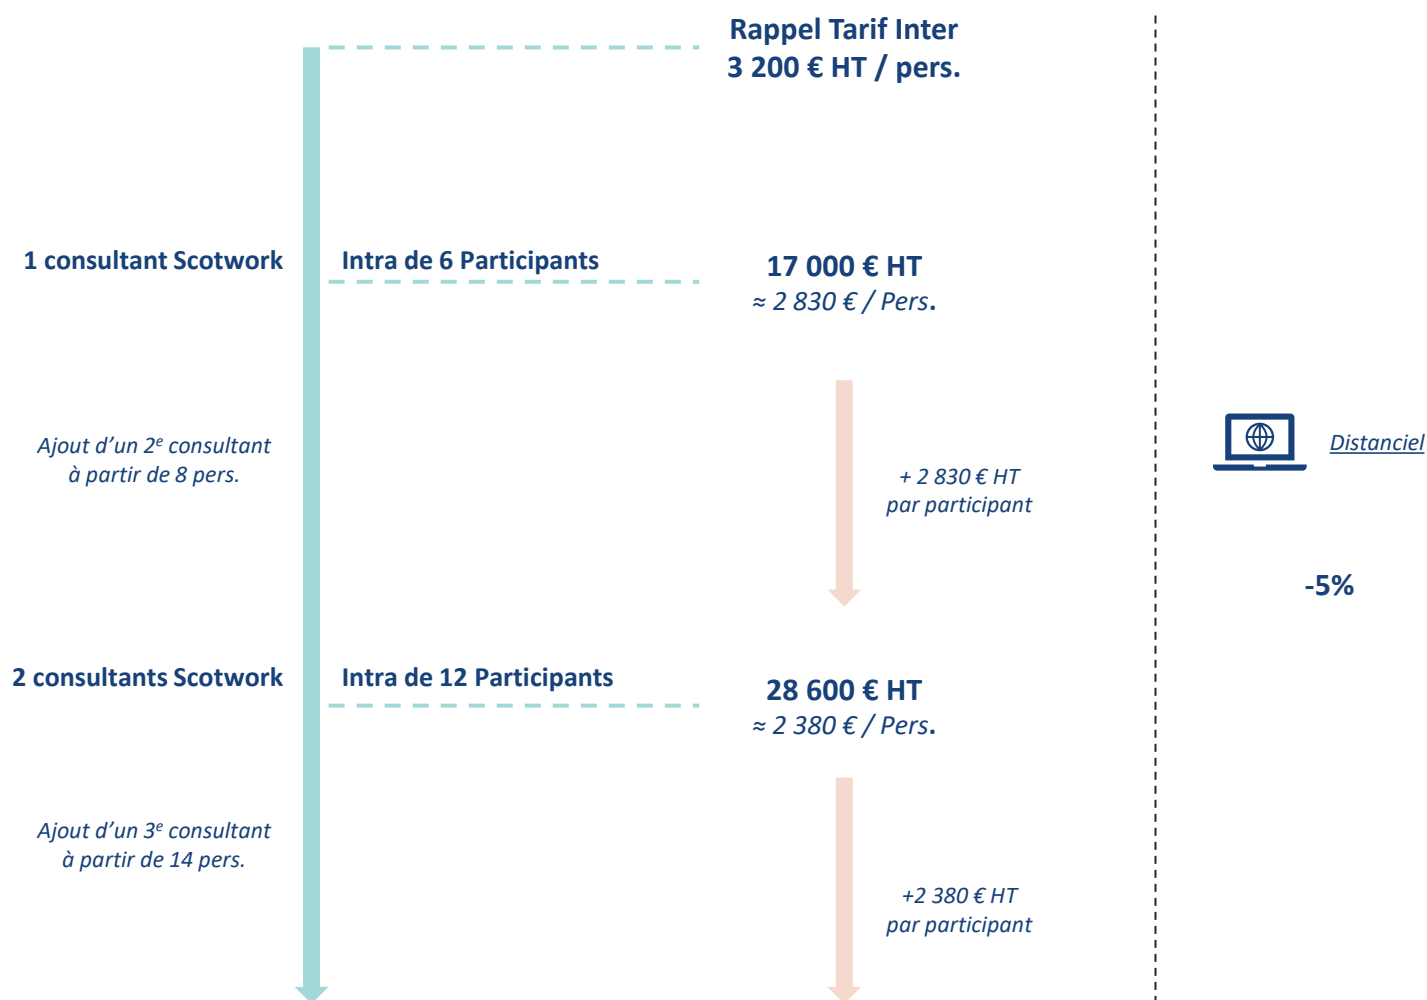 Rappel Tarif Inter
3 200 € HT / pers.
1 consultant Scotwork
Intra de 6 Participants
17 000 € HT
≈ 2 830 € / Pers.
Ajout d’un 2e consultant
à partir de 8 pers.
+ 2 830 € HT
par participant
Distanciel
-5%
2 consultants Scotwork
Intra de 12 Participants
28 600 € HT
≈ 2 380 € / Pers.
Ajout d’un 3e consultant
à partir de 14 pers.
+2 380 € HT
par participant